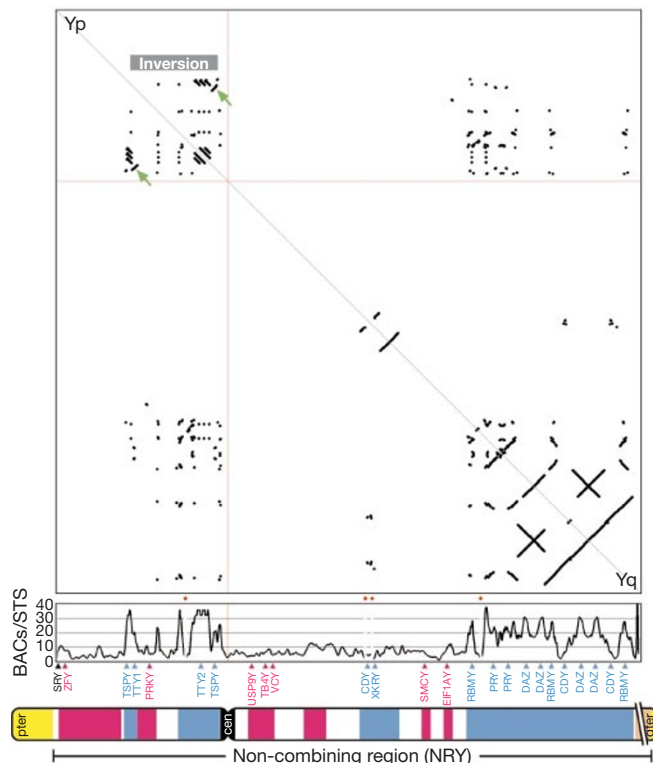 Yp
Inversion
Yq
BACs/STS
40
30
20
10
0
SRY
ZFY
TSPY
TTY1
PRKY
TTY2
TSPY
USP9Y
TB4Y
VCY
CDY
XKRY
SMCY
EIF1AY
RBMY
PRY
PRY
DAZ
DAZ
RBMY
CDY
DAZ
DAZ
CDY
RBMY
pter
cen
qter
Non-combining region (NRY)